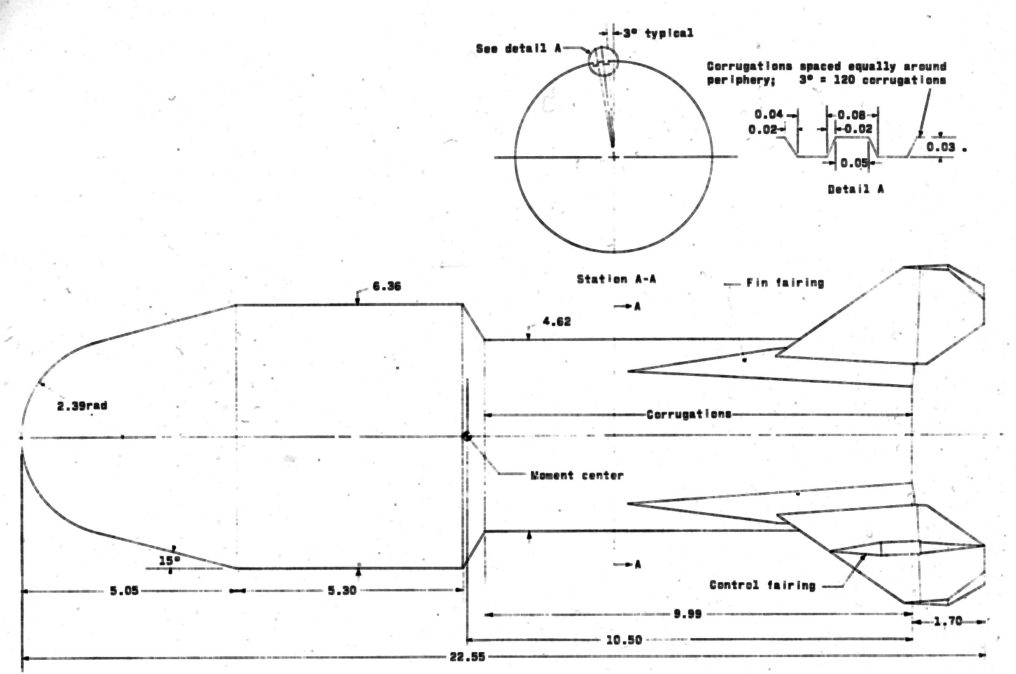 3° typical
See detail A
Corrugations spaced equally around
periphery; 3° = 120 corrugations
0.04
0.08
0.02
0.02
0.03
0.05
Detail A
Station A-A
6.36
A
Fin fairing
4.62
2.39rad
Corrugations
Moment center
15°
A
Control fairing
5.05
5.30
9.99
1.70
10.50
22.55